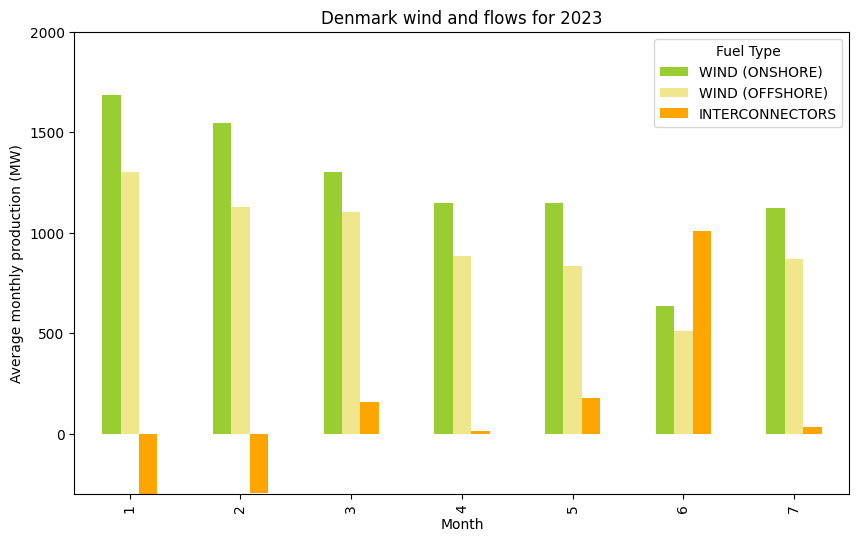 Denmark wind and flows for 2023
Fuel Type
WIND (ONSHORE)
WIND (OFFSHORE)
INTERCONNECTORS
Average monthly production (MW)
2000
1500
1000
500
0
1 2 3 4 5 6 7
Month